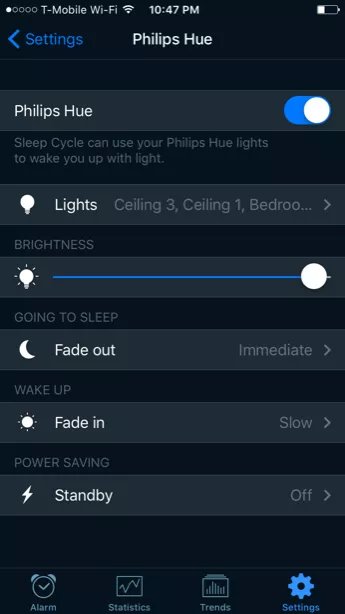 T-Mobile Wi-Fi 10:47 PM
Settings Philips Hue
Philips Hue
Sleep Cycle can use your Philips Hue lights
to wake you up with light.
Lights Ceiling 3, Ceiling 1, Bedroo...
BRIGHTNESS
GOING TO SLEEP
Fade out Immediate
WAKE UP
Fade in Slow
POWER SAVING
Standby Off
Alarm Statistics Trends Settings